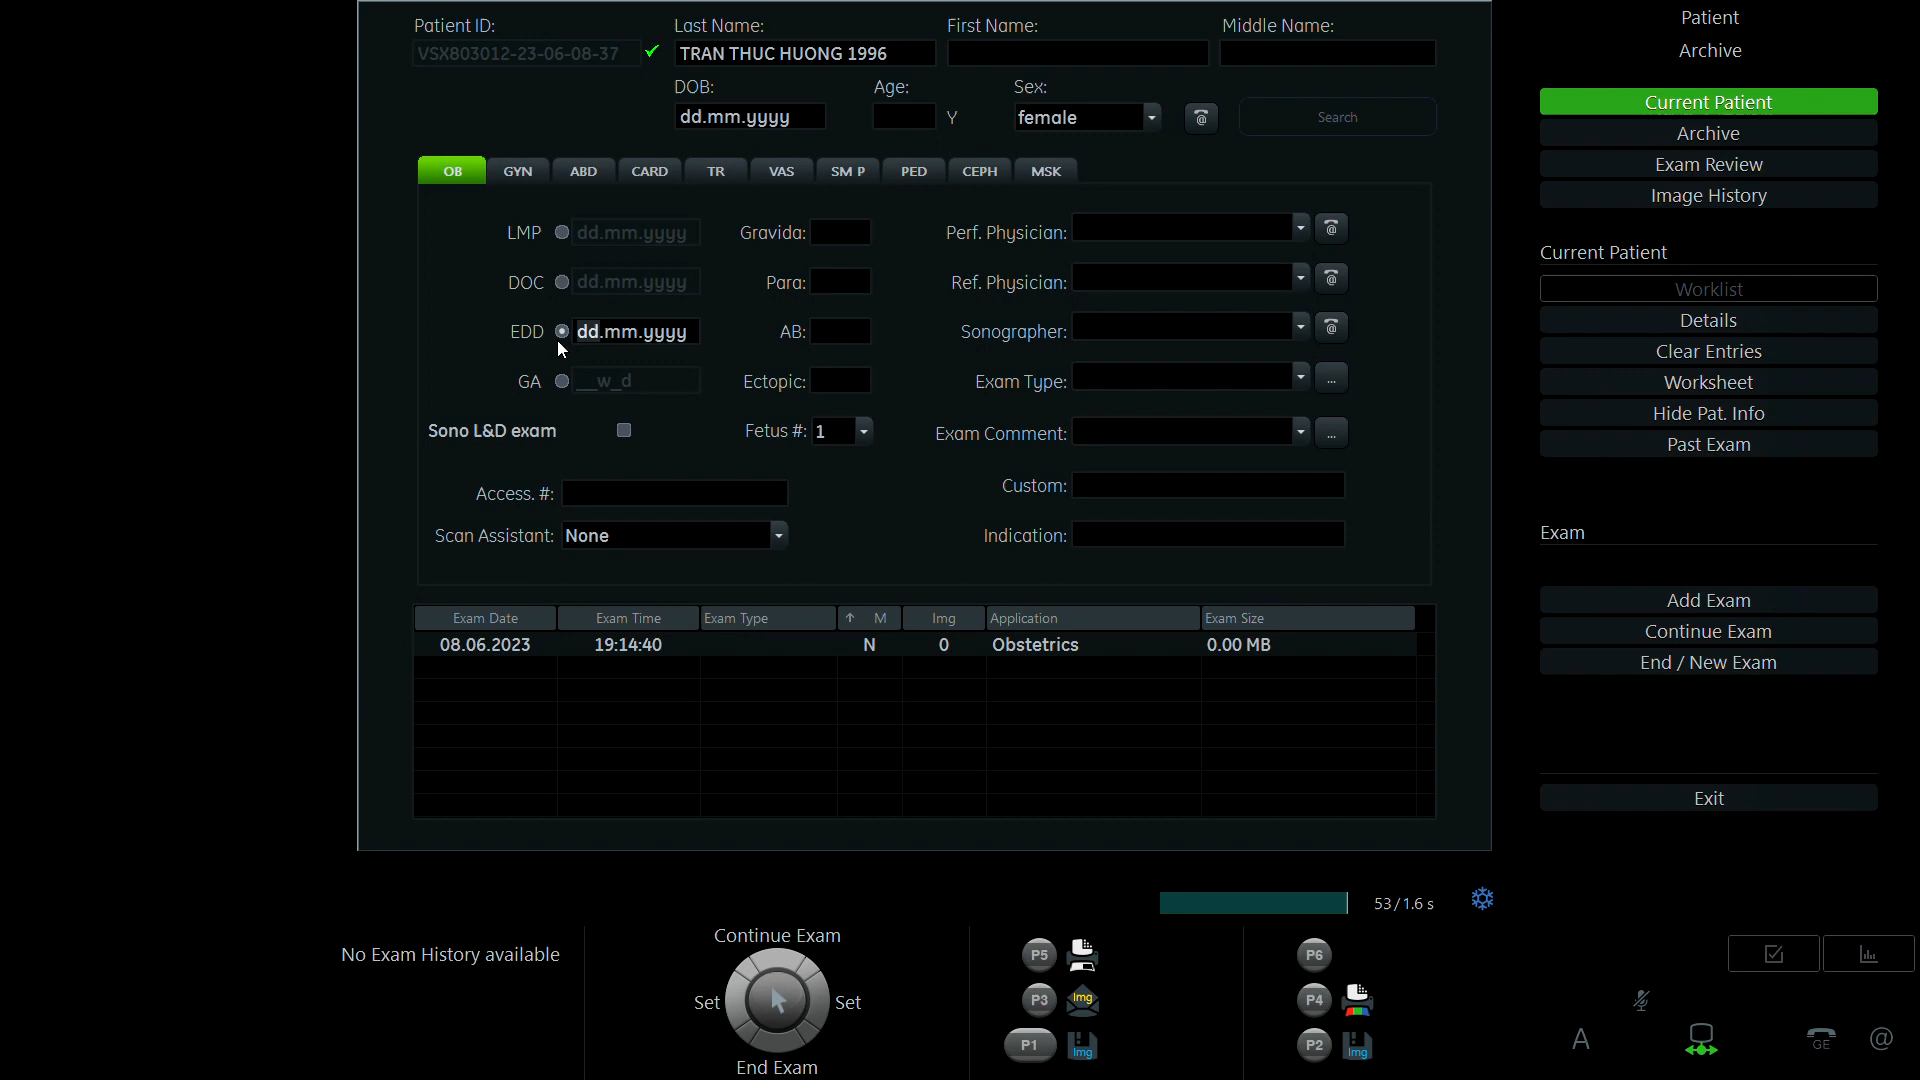 Patient ID: Last Name: First Name: Middle Name:
VSX803012-23-06-08-37 TRAN THUC HUONG 1996
DOB: Age: Sex:
dd.mm.yyyy Y female Search
OB GYN ABD CARD TR VAS SM P PED CEPH MSK
LMP dd.mm.yyyy Gravida: Perf. Physician:
DOC dd.mm.yyyy Para: Ref. Physician:
EDD dd.mm.yyyy AB: Sonographer:
GA __w_d Ectopic: Exam Type: ...
Sono L&D exam Fetus #: 1 Exam Comment: ...
Access. #: Custom:
Scan Assistant: None Indication:
Exam Date Exam Time Exam Type M Img Application Exam Size
08.06.2023 19:14:40 N 0 Obstetrics 0.00 MB
Patient
Archive
Current Patient
Archive
Exam Review
Image History
Current Patient
Worklist
Details
Clear Entries
Worksheet
Hide Pat. Info
Past Exam
Exam
Add Exam
Continue Exam
End / New Exam
Exit
53/1.6 s
No Exam History available
Continue Exam
Set Set
End Exam
P5 P6
P3 Img P4
P1 Img P2 Img
A GE @